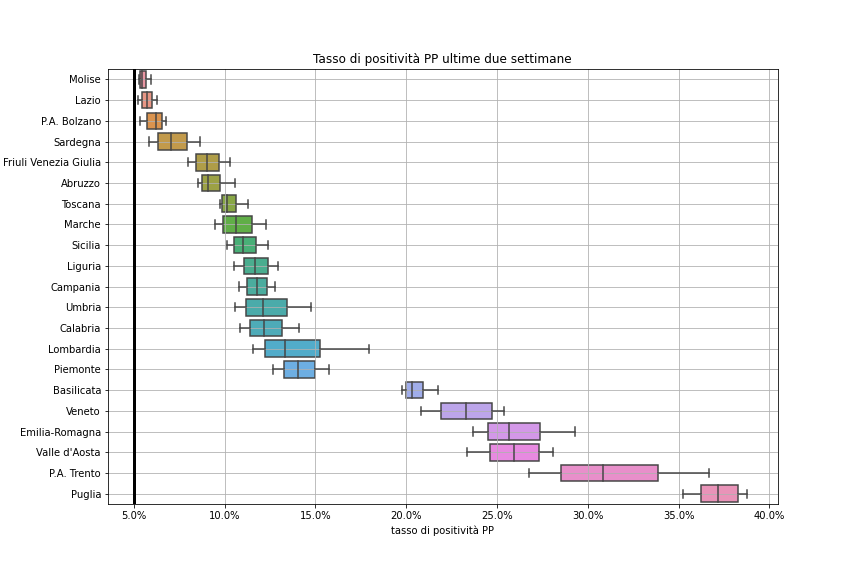 Tasso di positività PP ultime due settimane
Molise
Lazio
P.A. Bolzano
Sardegna
Friuli Venezia Giulia
Abruzzo
Toscana
Marche
Sicilia
Liguria
Campania
Umbria
Calabria
Lombardia
Piemonte
Basilicata
Veneto
Emilia-Romagna
Valle d'Aosta
P.A. Trento
Puglia
5.0% 10.0% 15.0% 20.0% 25.0% 30.0% 35.0% 40.0%
tasso di positività PP